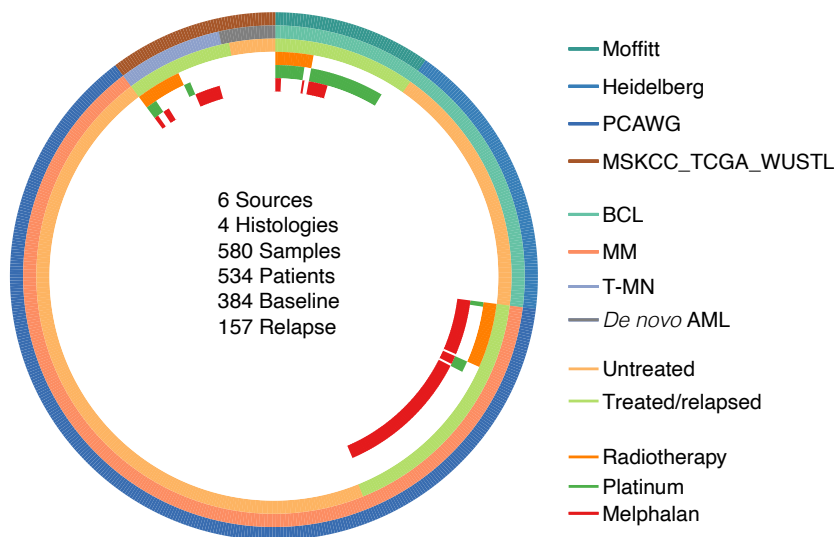 6 Sources
4 Histologies
580 Samples
534 Patients
384 Baseline
157 Relapse
Moffitt
Heidelberg
PCAWG
MSKCC_TCGA_WUSTL
BCL
MM
T-MN
De novo AML
Untreated
Treated/relapsed
Radiotherapy
Platinum
Melphalan